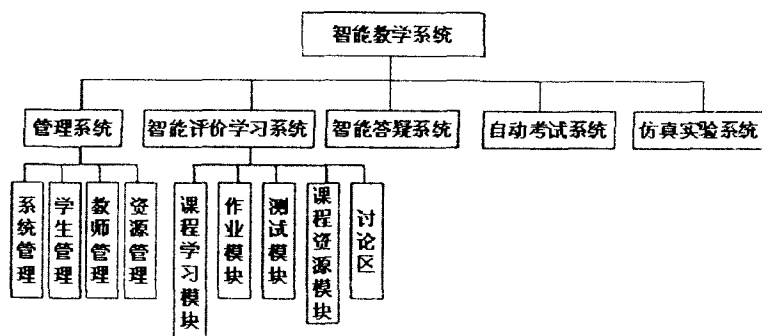 智能教学系统
管理系统
智能评价学习系统
智能答疑系统
自动考试系统
仿真实验系统
系统管理
学生管理
教师管理
资源管理
课程学习模块
作业模块
测试模块
课程资源模块
讨论区